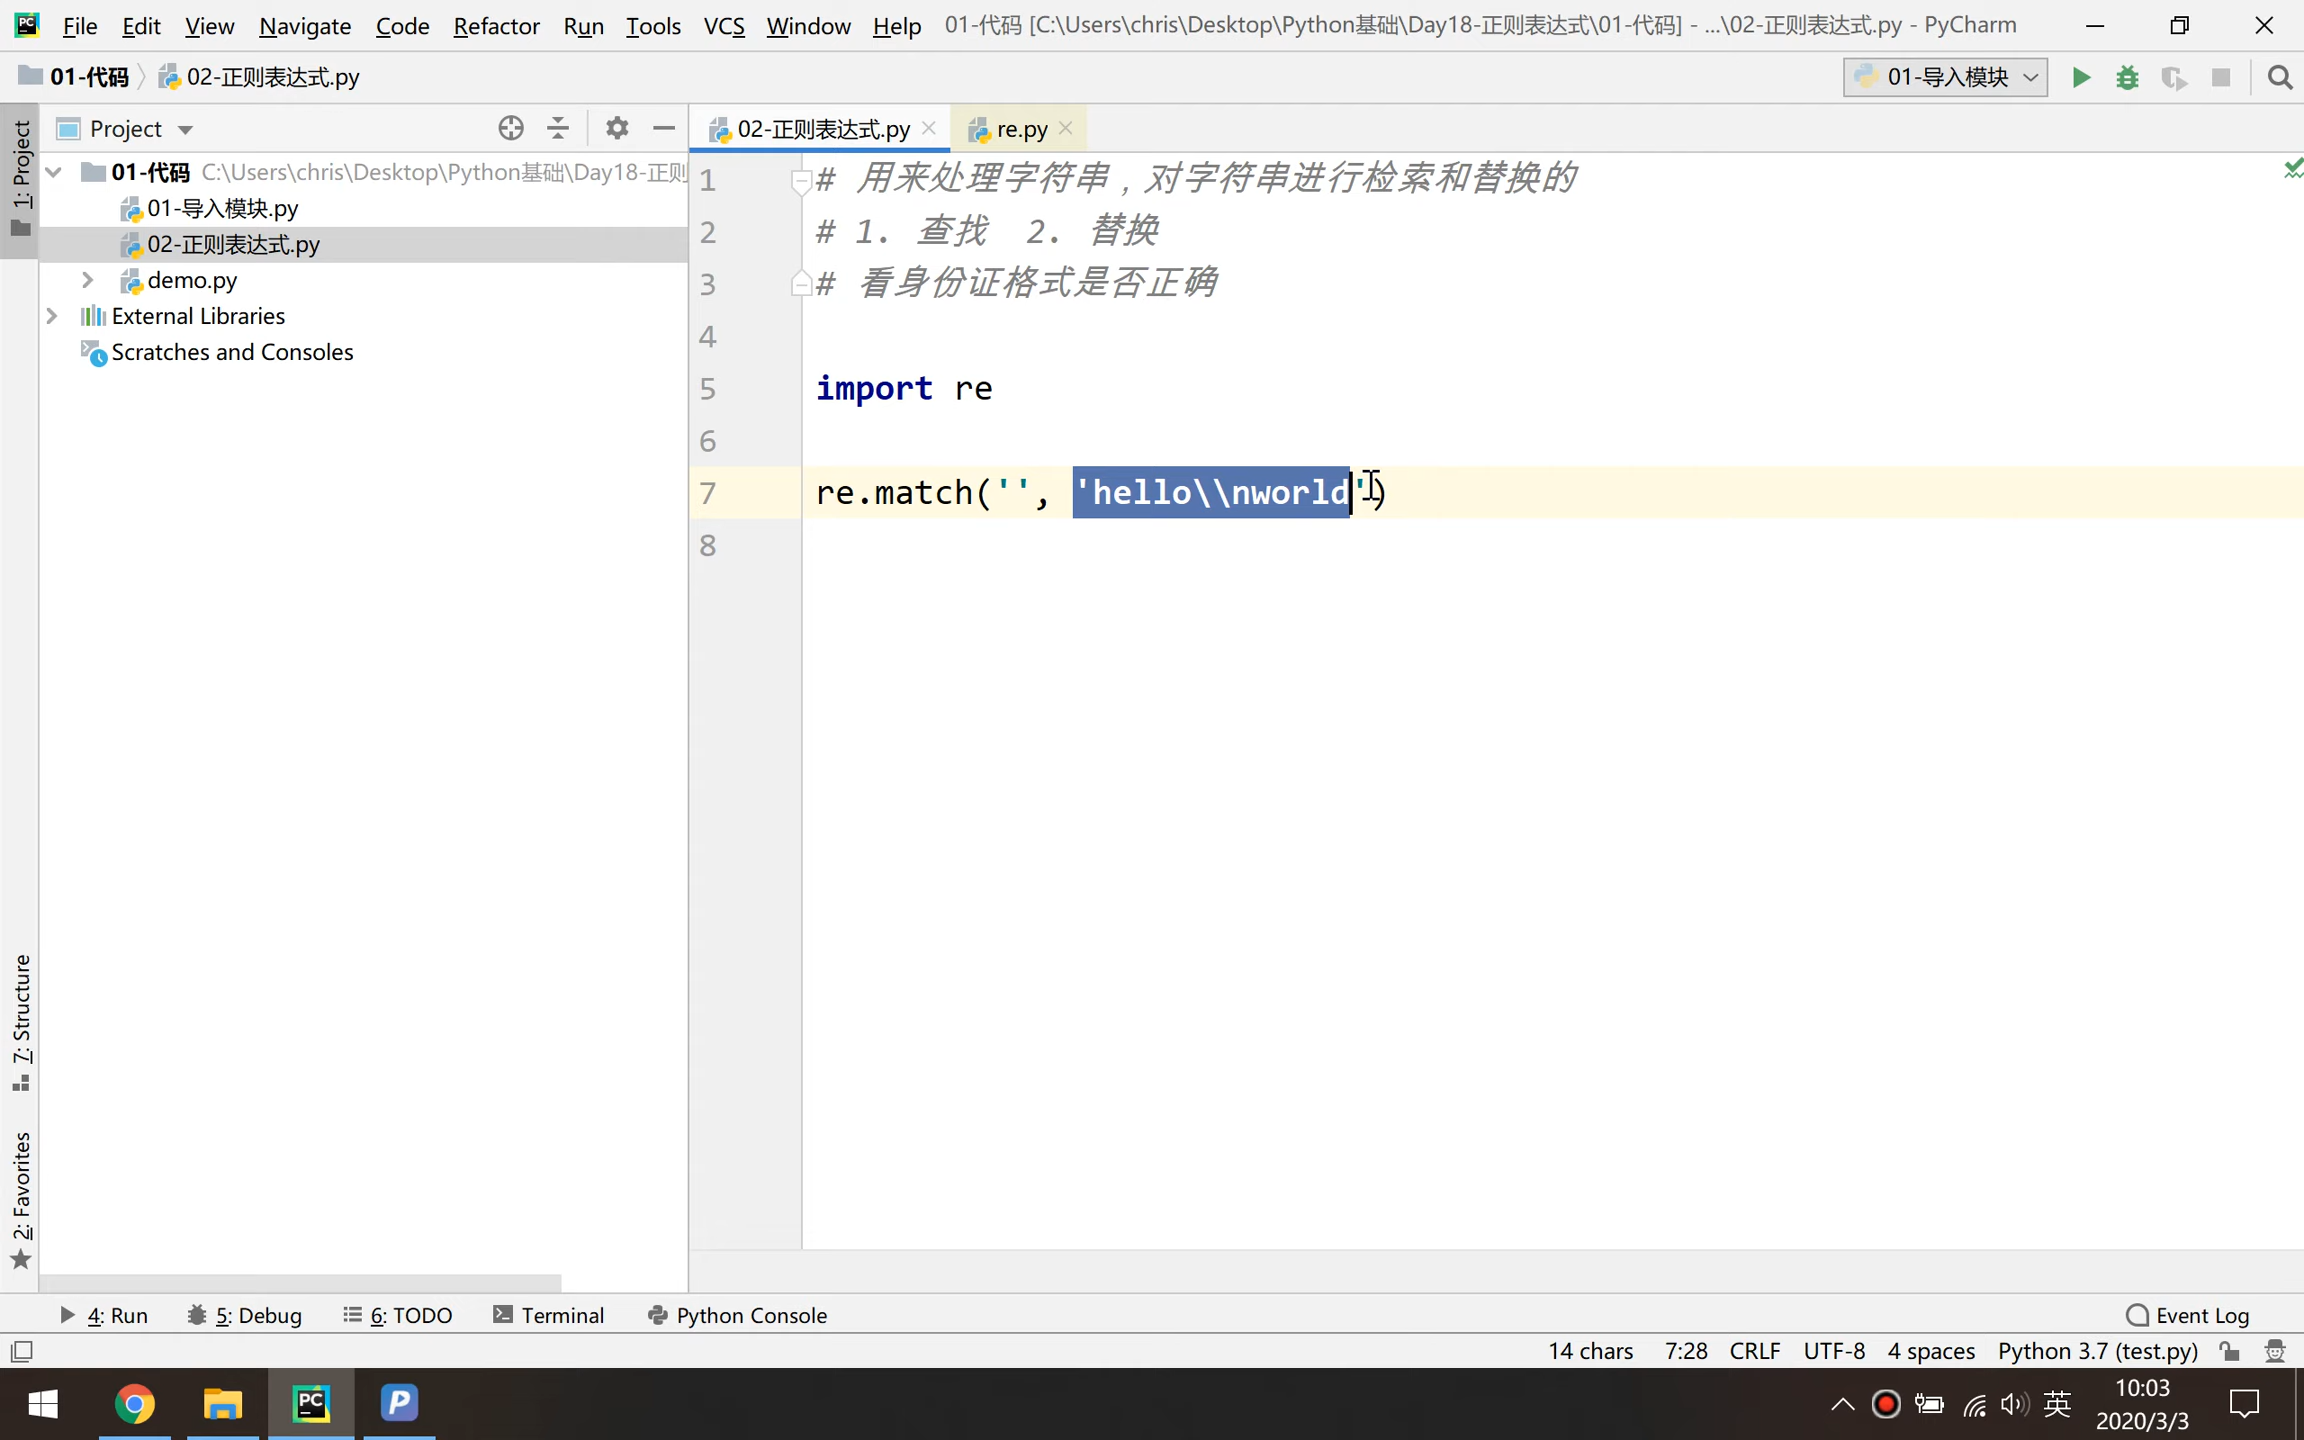 File Edit View Navigate Code Refactor Run Tools VCS Window Help 01-代码 [C:\Users\chris\Desktop\Python基础\Day18-正则表达式\01-代码] - ...\02-正则表达式.py - PyCharm
01-代码 02-正则表达式.py 01-导入模块
1: Project
Project
02-正则表达式.py re.py
01-代码 C:\Users\chris\Desktop\Python基础\Day18-正则
01-导入模块.py
02-正则表达式.py
demo.py
External Libraries
Scratches and Consoles
1 # 用来处理字符串,对字符串进行检索和替换的
2 # 1. 查找 2. 替换
3 # 看身份证格式是否正确
4
5 import re
6
7 re.match('', 'hello\\nworld')
8
7: Structure
2: Favorites
4: Run 5: Debug 6: TODO Terminal Python Console Event Log
14 chars 7:28 CRLF UTF-8 4 spaces Python 3.7 (test.py)
英 10:03
2020/3/3